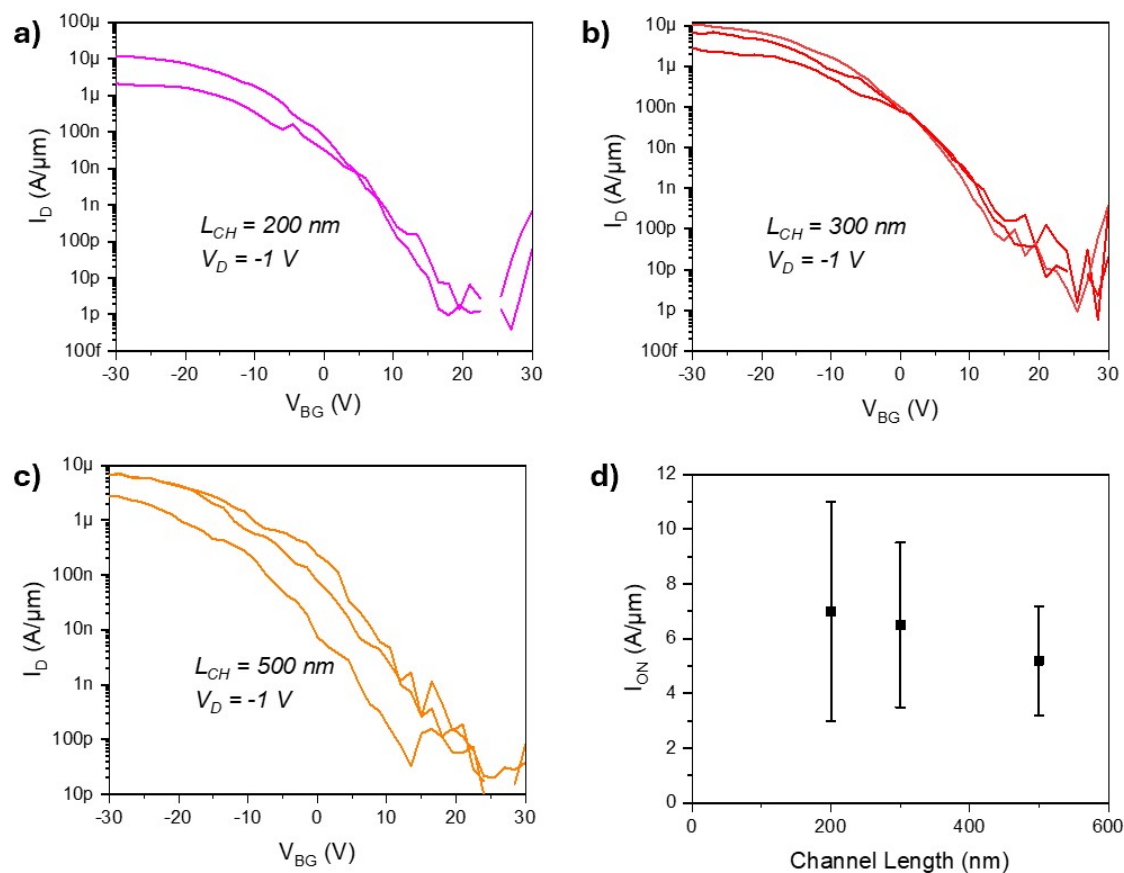 a)
100µ
10µ
1µ
100n
10n
1n
100p
10p
1p
100f
I_D (A/µm)
L_CH = 200 nm
V_D = -1 V
-30 -20 -10 0 10 20 30
V_BG (V)
b)
10µ
1µ
100n
10n
1n
100p
10p
1p
100f
I_D (A/µm)
L_CH = 300 nm
V_D = -1 V
-30 -20 -10 0 10 20 30
V_BG (V)
c)
10µ
1µ
100n
10n
1n
100p
10p
I_D (A/µm)
L_CH = 500 nm
V_D = -1 V
-30 -20 -10 0 10 20 30
V_BG (V)
d)
12
10
8
6
4
2
0
I_ON (A/µm)
0 200 400 600
Channel Length (nm)